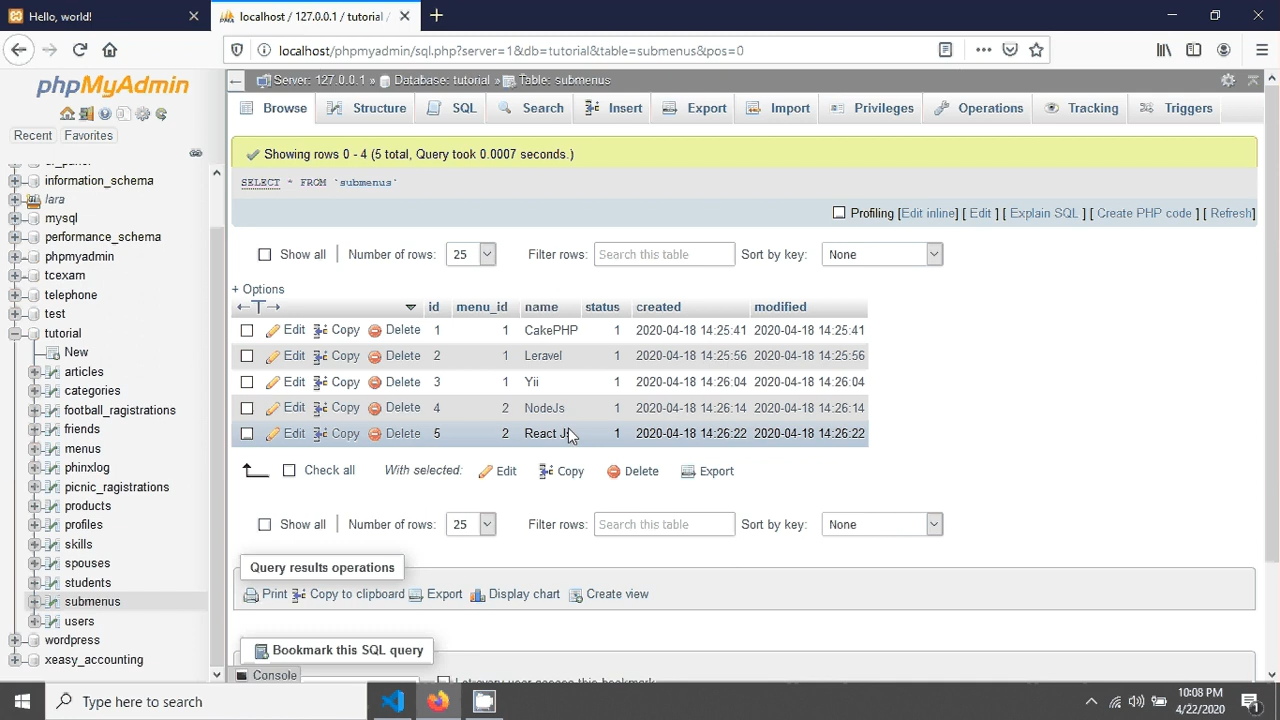 Hello, world!
localhost / 127.0.0.1 / tutorial /
localhost/phpmyadmin/sql.php?server=1&db=tutorial&table=submenus&pos=0
phpMyAdmin
Recent Favorites
information_schema
lara
mysql
performance_schema
phpmyadmin
tcexam
telephone
test
tutorial
New
articles
categories
football_ragistrations
friends
menus
phinxlog
picnic_ragistrations
products
profiles
skills
spouses
students
submenus
users
wordpress
xeasy_accounting
Server: 127.0.0.1 » Database: tutorial » Table: submenus
Browse Structure SQL Search Insert Export Import Privileges Operations Tracking Triggers
Showing rows 0 - 4 (5 total, Query took 0.0007 seconds.)
SELECT * FROM `submenus`
Profiling [Edit inline] [ Edit ] [ Explain SQL ] [ Create PHP code ] [ Refresh]
Show all Number of rows: 25 Filter rows: Search this table Sort by key: None
+ Options
←T→ id menu_id name status created modified
Edit Copy Delete 1 1 CakePHP 1 2020-04-18 14:25:41 2020-04-18 14:25:41
Edit Copy Delete 2 1 Leravel 1 2020-04-18 14:25:56 2020-04-18 14:25:56
Edit Copy Delete 3 1 Yii 1 2020-04-18 14:26:04 2020-04-18 14:26:04
Edit Copy Delete 4 2 NodeJs 1 2020-04-18 14:26:14 2020-04-18 14:26:14
Edit Copy Delete 5 2 React 1 2020-04-18 14:26:22 2020-04-18 14:26:22
Check all With selected: Edit Copy Delete Export
Show all Number of rows: 25 Filter rows: Search this table Sort by key: None
Query results operations
Print Copy to clipboard Export Display chart Create view
Bookmark this SQL query
Console
Type here to search
10:08 PM
4/22/2020